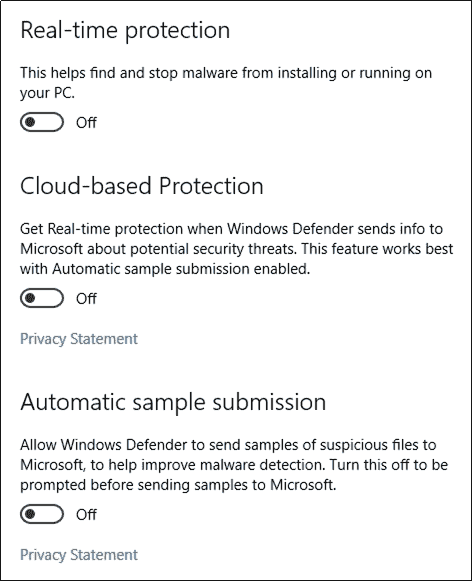 Real-time protection
This helps find and stop malware from installing or running on
your PC.
Off
Cloud-based Protection
Get Real-time protection when Windows Defender sends info to
Microsoft about potential security threats. This feature works best
with Automatic sample submission enabled.
Off
Privacy Statement
Automatic sample submission
Allow Windows Defender to send samples of suspicious files to
Microsoft, to help improve malware detection. Turn this off to be
prompted before sending samples to Microsoft.
Off
Privacy Statement